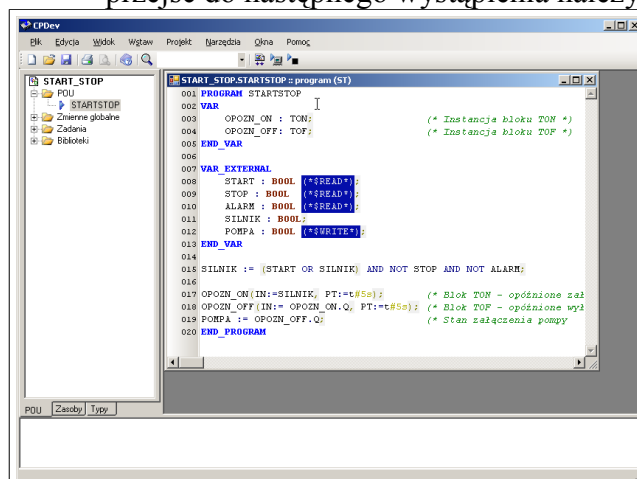 przejść do następnego wystąpienia należy
CPDev
Plik Edycja Widok Wstaw Projekt Narzędzia Okna Pomoc
START_STOP
POU
STARTSTOP
Zmienne globalne
Zadania
Biblioteki
START_STOP.STARTSTOP :: program (ST)
001 PROGRAM STARTSTOP
002 VAR
003 OPOZN_ON : TON; (* Instancja bloku TON *)
004 OPOZN_OFF: TOF; (* Instancja bloku TOF *)
005 END_VAR
006
007 VAR_EXTERNAL
008 START : BOOL (*$READ*);
009 STOP : BOOL (*$READ*);
010 ALARM : BOOL (*$READ*);
011 SILNIK : BOOL;
012 POMPA : BOOL (*$WRITE*);
013 END_VAR
014
015 SILNIK := (START OR SILNIK) AND NOT STOP AND NOT ALARM;
016
017 OPOZN_ON(IN:=SILNIK, PT:=t#5s); (* Blok TON - opóźnione zał
018 OPOZN_OFF(IN:= OPOZN_ON.Q, PT:=t#5s); (* Blok TOF - opóźnione wył
019 POMPA := OPOZN_OFF.Q; (* Stan załączenia pompy
020 END_PROGRAM
POU Zasoby Typy